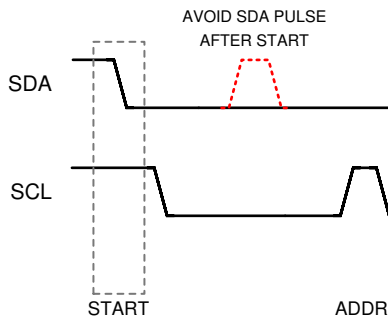 AVOID SDA PULSE
AFTER START
SDA
SCL
START
ADDR